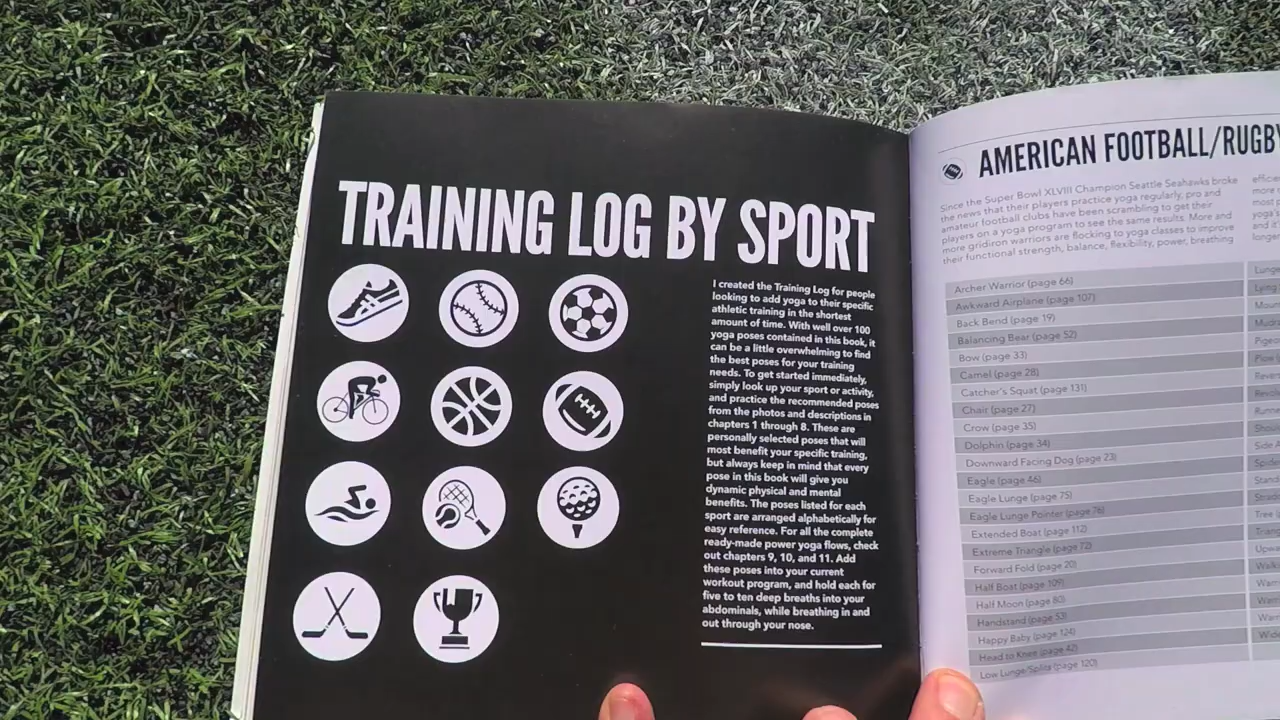 TRAINING LOG BY SPORT
I created the Training Log for people
looking to add yoga to their specific
athletic training in the shortest
amount of time. With well over 100
yoga poses contained in this book, it
can be a little overwhelming to find
the best poses for your training
needs. To get started immediately,
simply look up your sport or activity,
and practice the recommended poses
from the photos and descriptions in
chapters 1 through 8. These are
personally selected poses that will
most benefit your specific training,
but always keep in mind that every
pose in this book will give you
dynamic physical and mental
benefits. The poses listed for each
sport are arranged alphabetically for
easy reference. For all the complete
ready-made power yoga flows, check
out chapters 9, 10, and 11. Add
these poses into your current
workout program, and hold each for
five to ten deep breaths into your
abdominals, while breathing in and
out through your nose.
AMERICAN FOOTBALL/RUGBY
Since the Super Bowl XLVIII Champion Seattle Seahawks broke
the news that their players practice yoga regularly, pro and
amateur football clubs have been scrambling to get their
players on a yoga program to see the same results. More and
more gridiron warriors are flocking to yoga classes to improve
their functional strength, balance, flexibility, power, breathing
more
most
yoga
and it
longe
Archer Warrior (page 66)
Awkward Airplane (page 107)
Back Bend (page 19)
Balancing Bear (page 52)
Bow (page 33)
Camel (page 28)
Catcher's Squat (page 131)
Chair (page 27)
Crow (page 35)
Dolphin (page 34)
Downward Facing Dog (page 23)
Eagle (page 46)
Eagle Lunge (page 75)
Eagle Lunge Pointer (page 76)
Extended Boat (page 112)
Extreme Triangle (page 72)
Forward Fold (page 20)
Half Boat (page 109)
Half Moon (page 80)
Handstand (page 53)
Happy Baby (page 124)
Head to Knee (page 42)
Low Lunge/Splits (page 120)
Lung
Lying